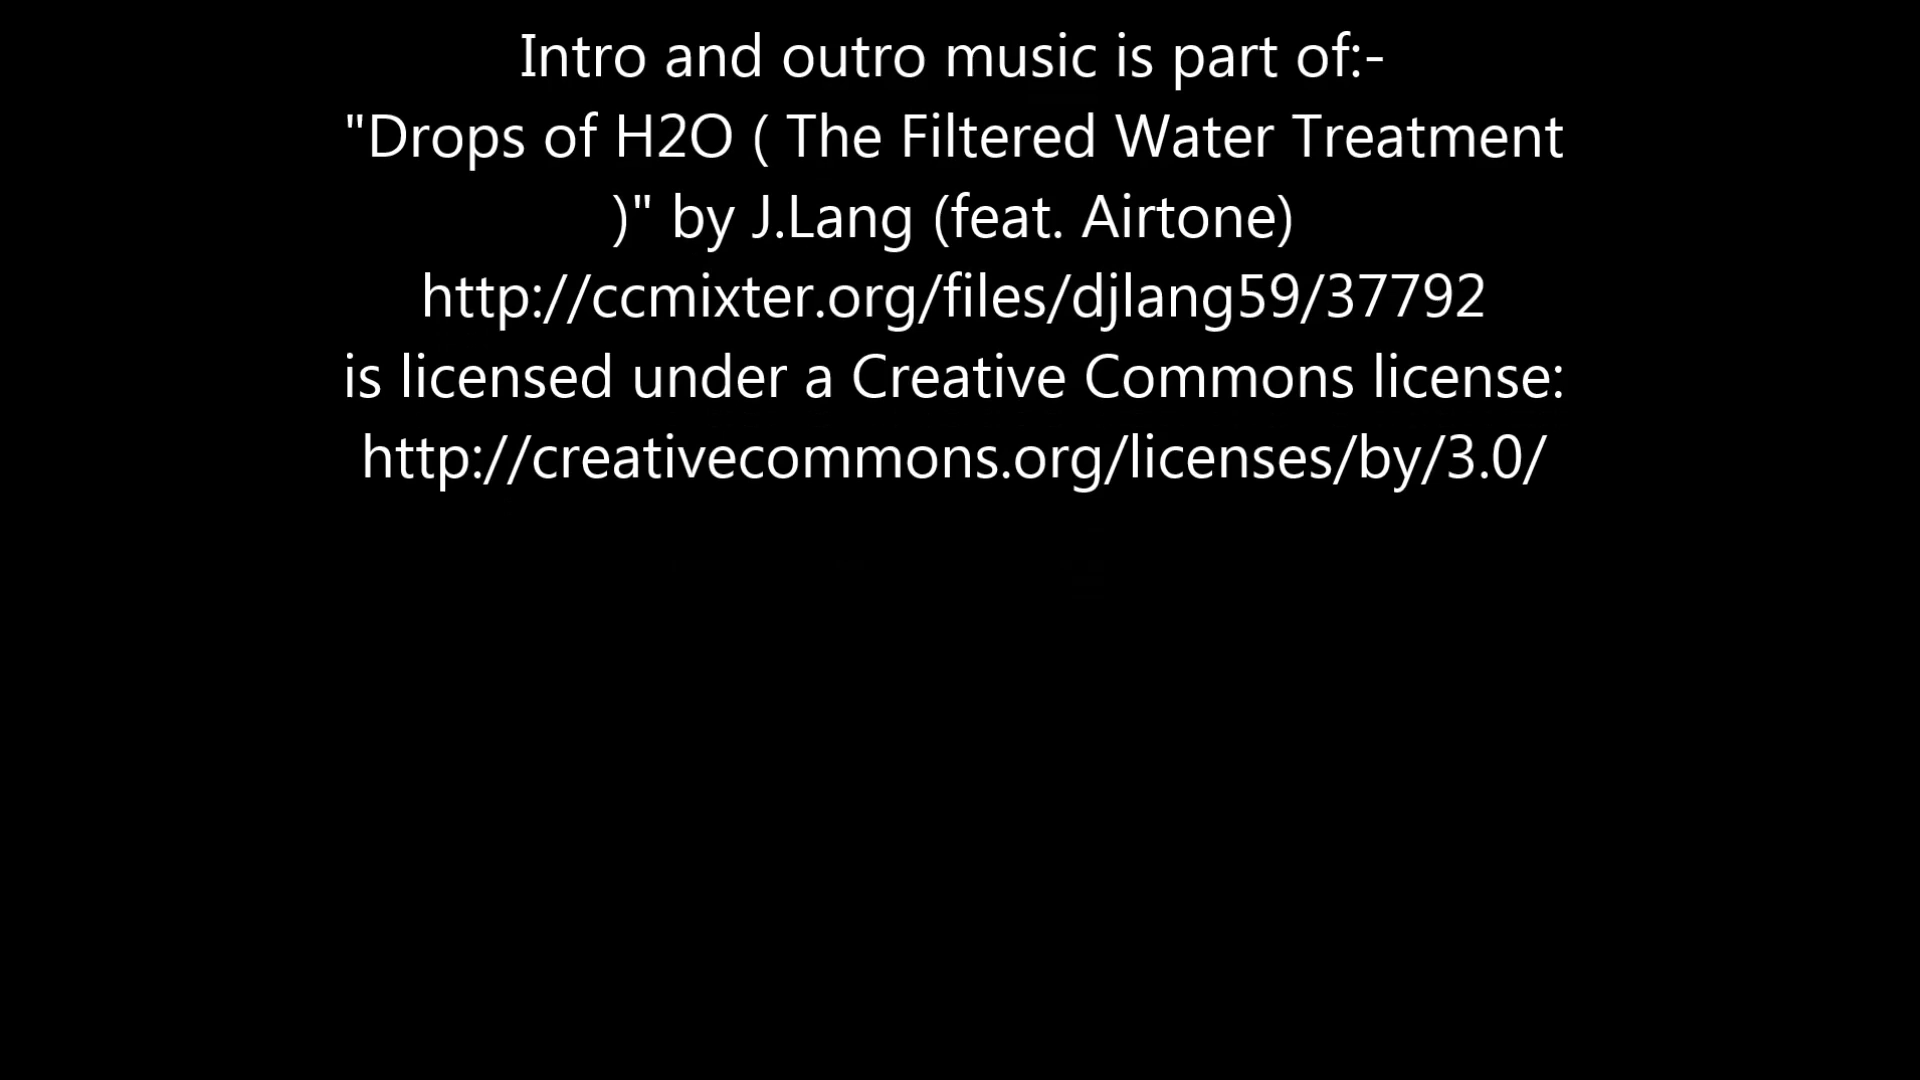 Intro and outro music is part of:-
"Drops of H2O ( The Filtered Water Treatment
)" by J.Lang (feat. Airtone)
http://ccmixter.org/files/djlang59/37792
is licensed under a Creative Commons license:
http://creativecommons.org/licenses/by/3.0/